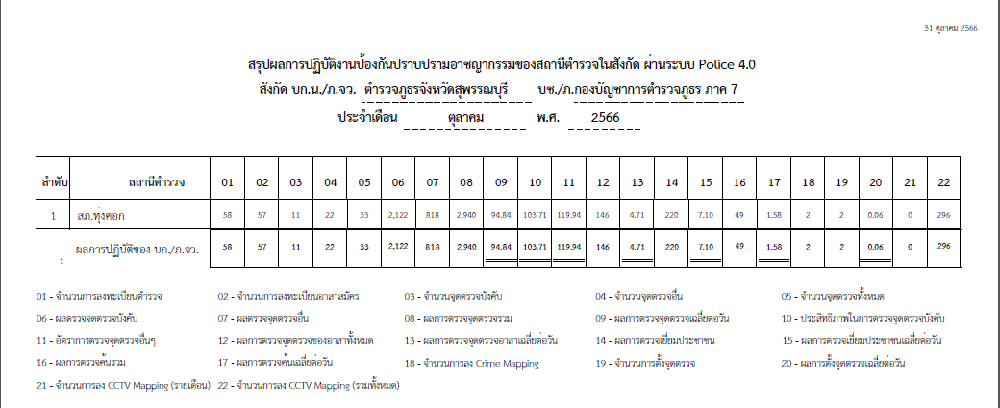 31 ตุลาคม 2566
สรุปผลการปฏิบัติงานป้องกันปราบปรามอาชญากรรมของสถานีตำรวจในสังกัด ผ่านระบบ Police 4.0
สังกัด บก.น./ภ.จว. ตำรวจภูธรจังหวัดสุพรรณบุรี บช./ภ.กองบัญชาการตำรวจภูธร ภาค 7
ประจำเดือน ตุลาคม พ.ศ. 2566
ลำดับ สถานีตำรวจ 01 02 03 04 05 06 07 08 09 10 11 12 13 14 15 16 17 18 19 20 21 22
1 สภ.ทุ่งคอก 58 57 11 22 33 2,122 818 2,940 94.84 103.71 119.94 146 4.71 220 7.10 49 1.58 2 2 0.06 0 296
1 ผลการปฏิบัติของ บก./ภ.จว. 58 57 11 22 33 2,122 818 2,940 94.84 103.71 119.94 146 4.71 220 7.10 49 1.58 2 2 0.06 0 296
01 - จำนวนการลงทะเบียนตำรวจ 02 - จำนวนการลงทะเบียนอาสาสมัคร 03 - จำนวนจุดตรวจบังคับ 04 - จำนวนจุดตรวจอื่น 05 - จำนวนจุดตรวจทั้งหมด
06 - ผลตรวจจุดตรวจบังคับ 07 - ผลตรวจจุดตรวจอื่น 08 - ผลการตรวจจุดตรวจรวม 09 - ผลการตรวจจุดตรวจเฉลี่ยต่อวัน 10 - ประสิทธิภาพในการตรวจจุดตรวจบังคับ
11 - อัตราการตรวจจุดตรวจอื่นๆ 12 - ผลการตรวจจุดตรวจของอาสาทั้งหมด 13 - ผลการตรวจจุดตรวจอาสาเฉลี่ยต่อวัน 14 - ผลการตรวจเยี่ยมประชาชน 15 - ผลการตรวจเยี่ยมประชาชนเฉลี่ยต่อวัน
16 - ผลการตรวจค้นรวม 17 - ผลการตรวจค้นเฉลี่ยต่อวัน 18 - จำนวนการลง Crime Mapping 19 - จำนวนการตั้งจุดตรวจ 20 - ผลการตั้งจุดตรวจเฉลี่ยต่อวัน
21 - จำนวนการลง CCTV Mapping (รายเดือน) 22 - จำนวนการลง CCTV Mapping (รวมทั้งหมด)